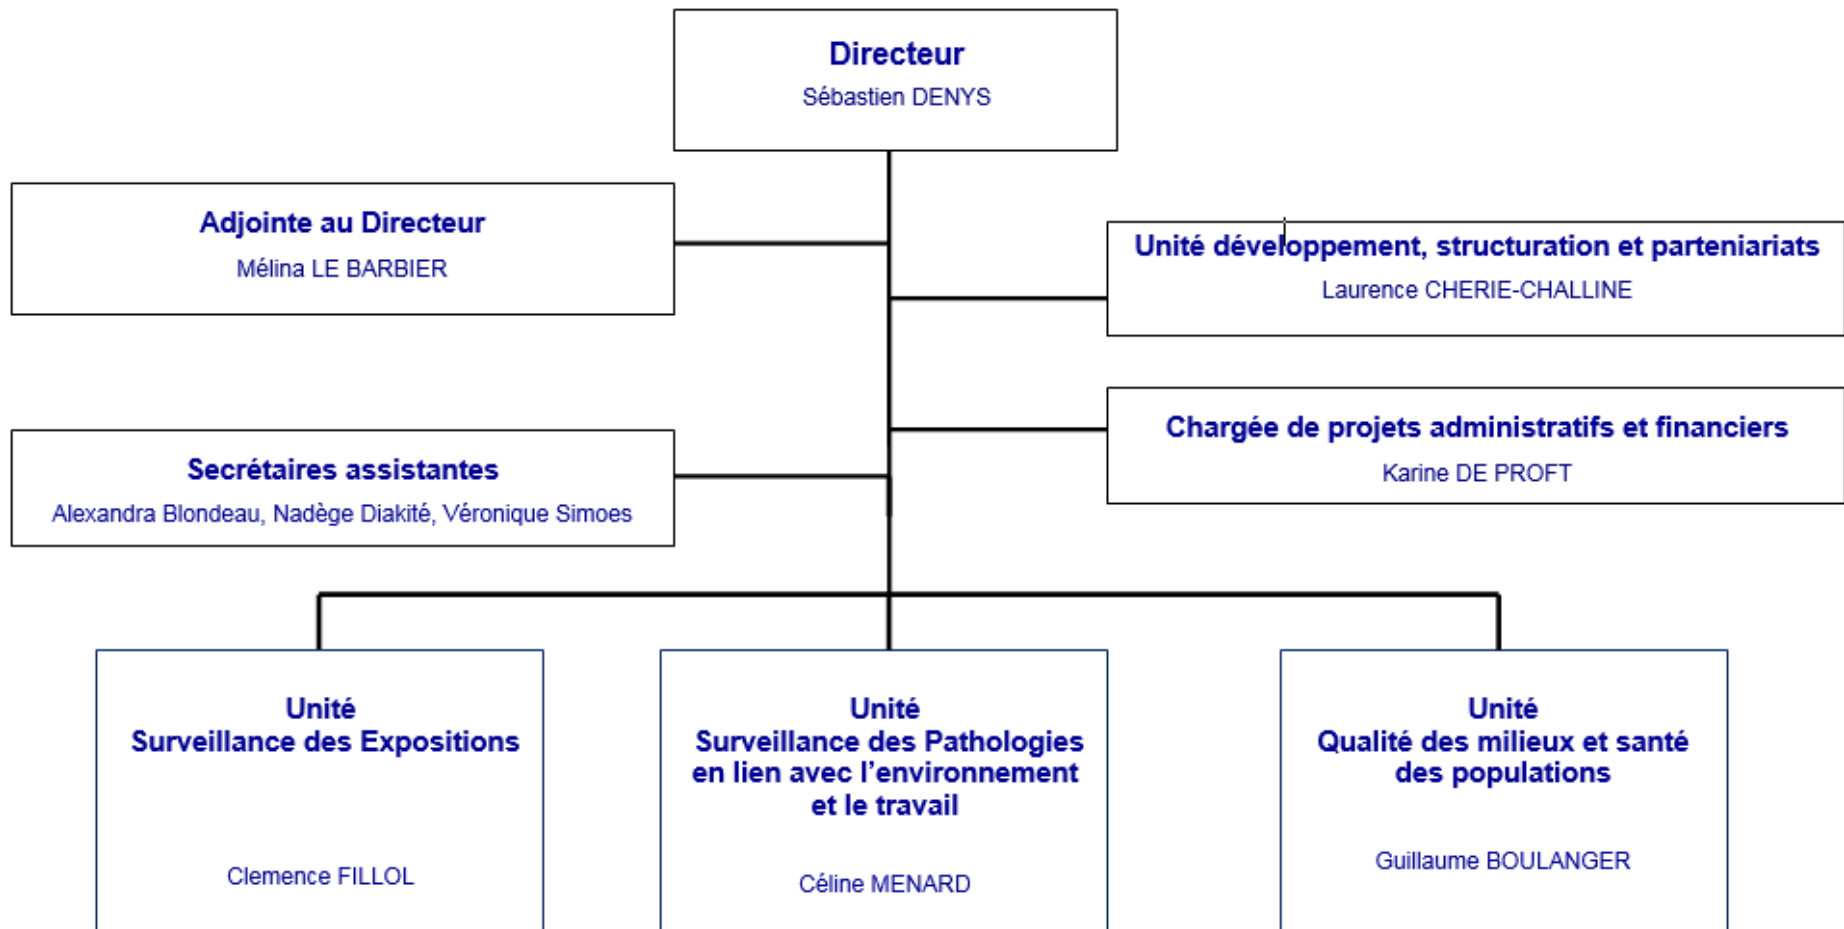 Directeur
Sébastien DENYS
Adjointe au Directeur
Mélina LE BARBIER
Unité développement, structuration et parteniariats
Laurence CHERIE-CHALLINE
Chargée de projets administratifs et financiers
Karine DE PROFT
Secrétaires assistantes
Alexandra Blondeau, Nadège Diakité, Véronique Simoes
Unité
Surveillance des Expositions
Clemence FILLOL
Unité
Surveillance des Pathologies
en lien avec l'environnement
et le travail
Céline MENARD
Unité
Qualité des milieux et santé
des populations
Guillaume BOULANGER